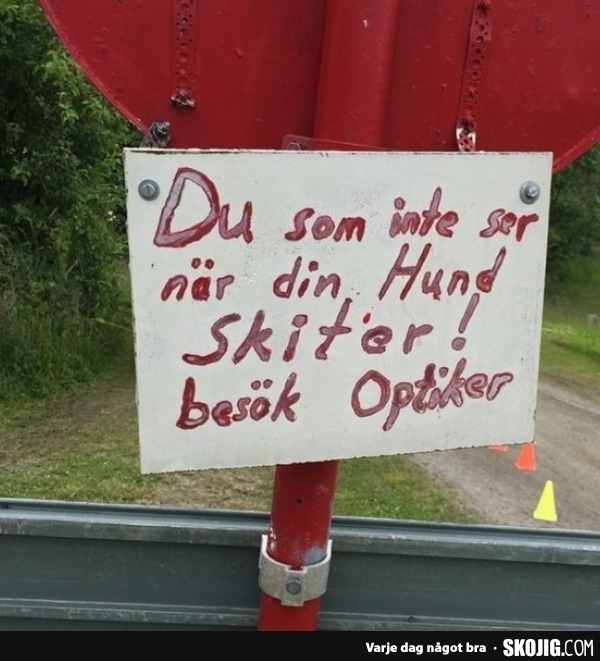 Du som inte ser
när din Hund
skiter!
besök Optiker
Varje dag något bra · SKOJIG.COM